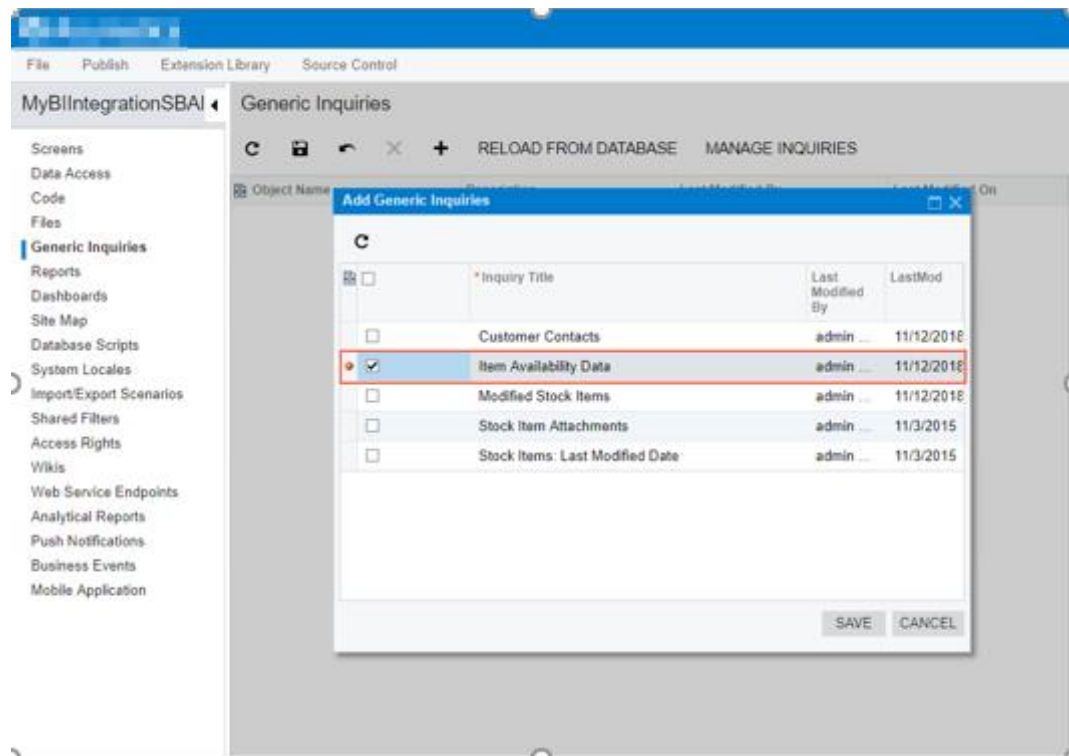 File Publish Extension Library Source Control
MyBIIntegrationSBAI Generic Inquiries
Screens
Data Access
Code
Files
Generic Inquiries
Reports
Dashboards
Site Map
Database Scripts
System Locales
Import/Export Scenarios
Shared Filters
Access Rights
Wikis
Web Service Endpoints
Analytical Reports
Push Notifications
Business Events
Mobile Application
RELOAD FROM DATABASE MANAGE INQUIRIES
Object Name On
Add Generic Inquiries
*Inquiry Title Last Modified By LastMod
Customer Contacts admin ... 11/12/2018
Item Availability Data admin ... 11/12/2018
Modified Stock Items admin ... 11/12/2018
Stock Item Attachments admin ... 11/3/2015
Stock Items: Last Modified Date admin ... 11/3/2015
SAVE CANCEL